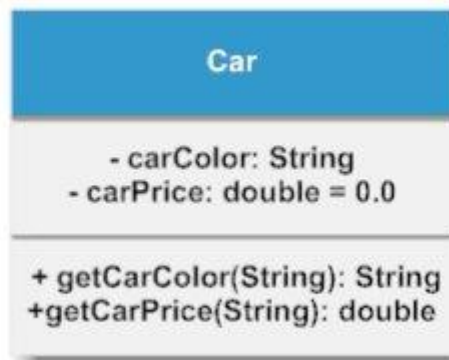 Car
- carColor: String
- carPrice: double = 0.0
+ getCarColor(String): String
+getCarPrice(String): double